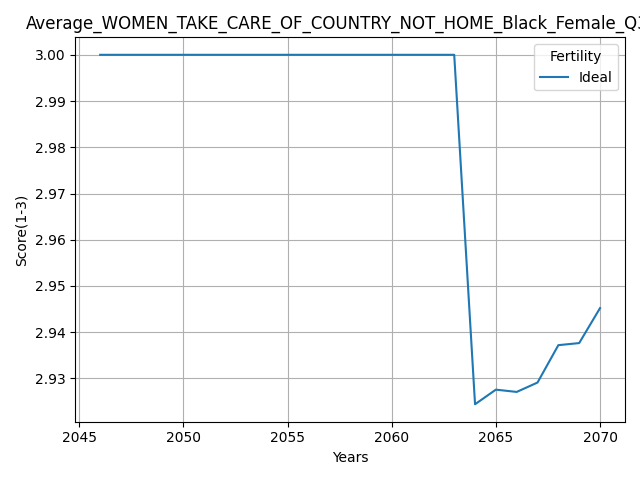 Average_WOMEN_TAKE_CARE_OF_COUNTRY_NOT_HOME_Black_Female_Q3
Fertility
Ideal
3.00
2.99
2.98
2.97
2.96
2.95
2.94
2.93
Score(1-3)
2045 2050 2055 2060 2065 2070
Years